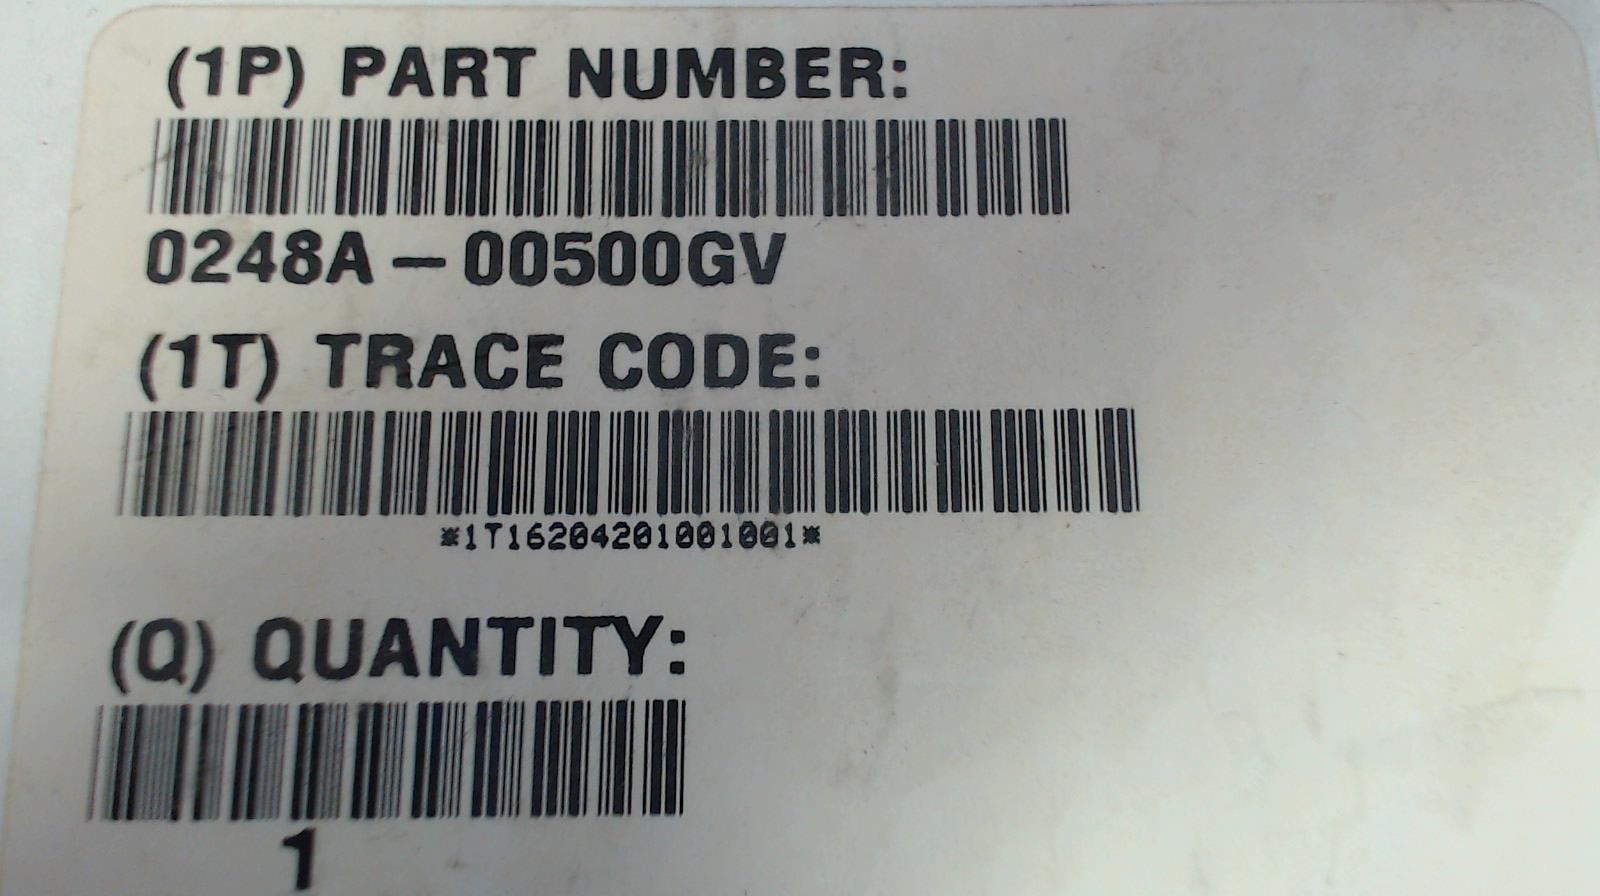 (1P) PART NUMBER:
0248A-00500GV
(1T) TRACE CODE:
*1T16204201001001*
(Q) QUANTITY:
1